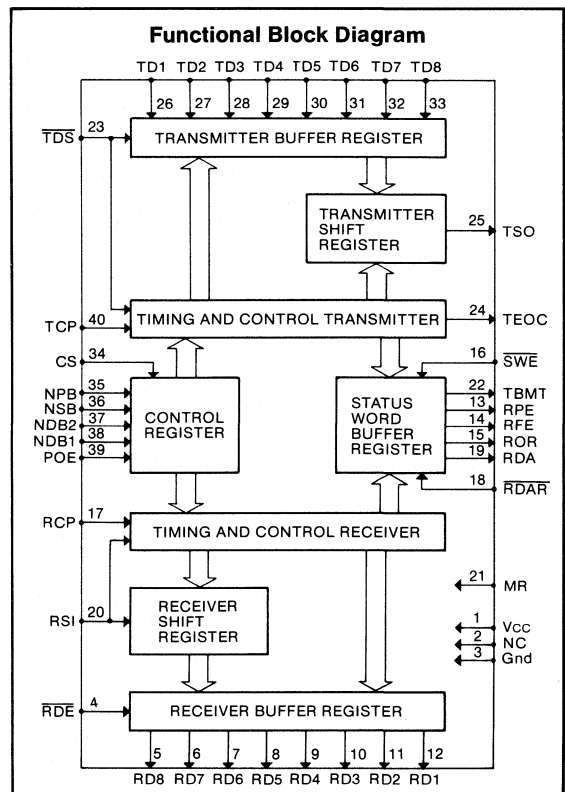 Functional Block Diagram
TD1 TD2 TD3 TD4 TD5 TD6 TD7 TD8
26 27 28 29 30 31 32 33
TDS 23
TRANSMITTER BUFFER REGISTER
TRANSMITTER
SHIFT
REGISTER
25 TSO
TCP 40
TIMING AND CONTROL TRANSMITTER
24 TEOC
CS 34
16 SWE
NPB 35
NSB 36
NDB2 37
NDB1 38
POE 39
CONTROL
REGISTER
STATUS
WORD
BUFFER
REGISTER
22 TBMT
13 RPE
14 RFE
15 ROR
19 RDA
18 RDAR
RCP 17
TIMING AND CONTROL RECEIVER
21 MR
RSI 20
RECEIVER
SHIFT
REGISTER
1 VCC
2 NC
3 Gnd
RDE 4
RECEIVER BUFFER REGISTER
5 6 7 8 9 10 11 12
RD8 RD7 RD6 RD5 RD4 RD3 RD2 RD1